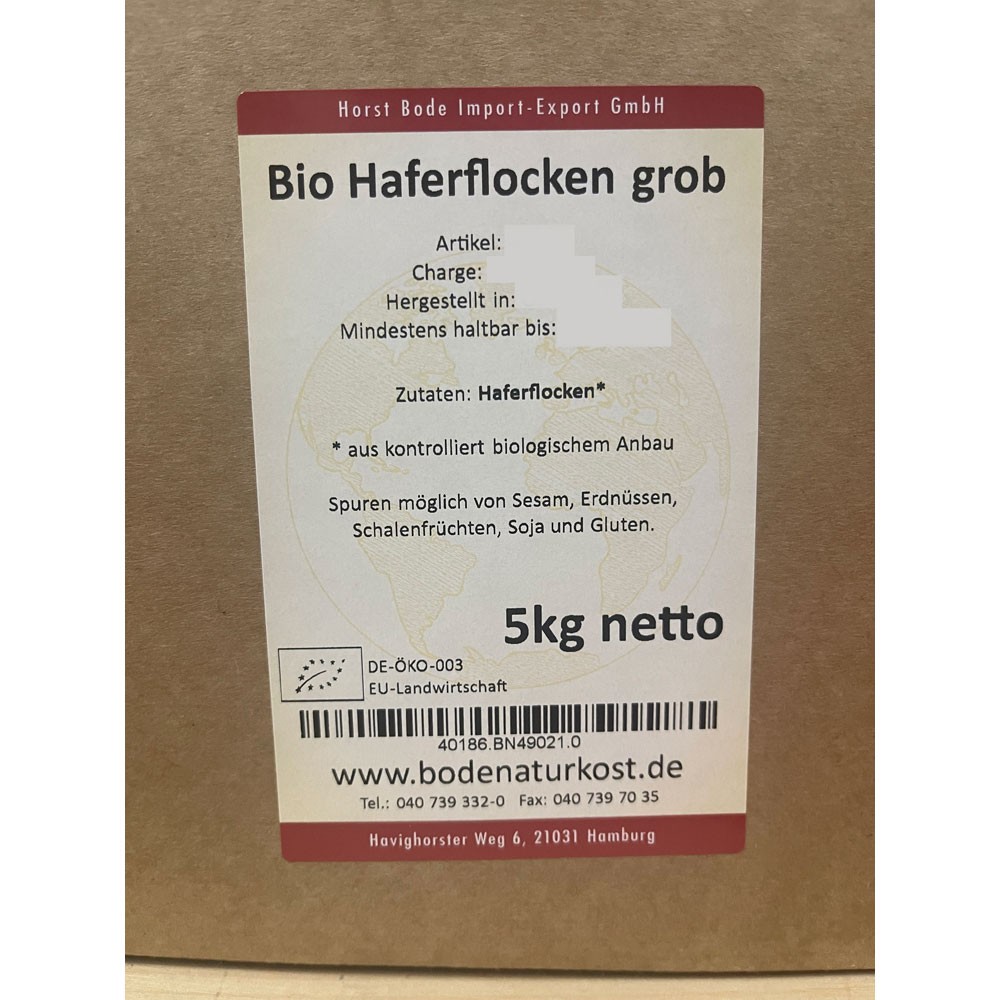 Horst Bode Import-Export GmbH
Bio Haferflocken grob
Artikel:
Charge:
Hergestellt in:
Mindestens haltbar bis:
Zutaten: Haferflocken*
* aus kontrolliert biologischem Anbau
Spuren möglich von Sesam, Erdnüssen,
Schalenfrüchten, Soja und Gluten.
5kg netto
DE-ÖKO-003
EU-Landwirtschaft
40186.BN49021.0
www.bodenaturkost.de
Tel.: 040 739 332-0 Fax: 040 739 70 35
Havighorster Weg 6, 21031 Hamburg